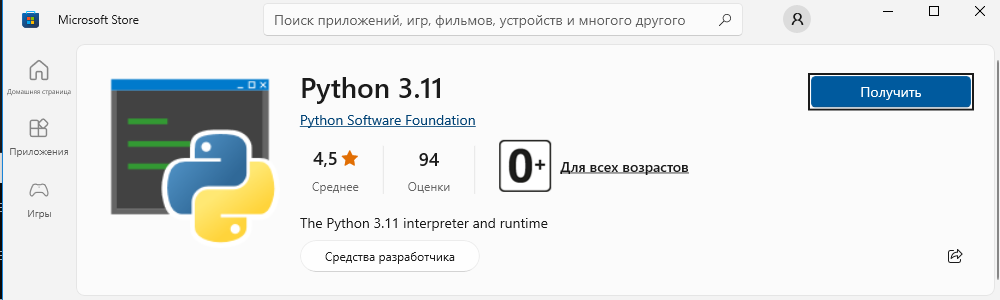 Microsoft Store
Поиск приложений, игр, фильмов, устройств и многого другого
Домашняя страница
Приложения
Игры
Python 3.11
Получить
Python Software Foundation
4,5
94
0+
Для всех возрастов
Среднее
Оценки
The Python 3.11 interpreter and runtime
Средства разработчика